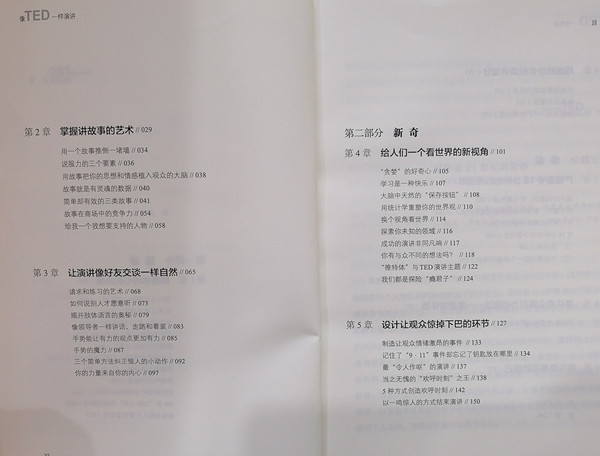 像TED一样演讲
第2章 掌握讲故事的艺术 // 029
用一个故事推倒一堵墙 // 034
说服力的三个要素 // 036
用故事把你的思想和情感植入观众的大脑 // 038
故事就是有灵魂的数据 // 040
简单却有效的三类故事 // 041
故事在商场中的竞争力 // 054
给我一个我想要支持的人物 // 058
第3章 让演讲像好友交谈一样自然 // 065
请求和练习的艺术 // 068
如何说别人才愿意听 // 073
揭开肢体语言的奥秘 // 079
像领导者一样讲话、走路和着装 // 083
手势能让有力的观点更加有力 // 085
手势的魔力 // 087
三个简单方法纠正恼人的小动作 // 092
你的力量来自你的内心 // 097
第二部分 新奇
第4章 给人们一个看世界的新视角 // 101
“贪婪”的好奇心 // 105
学习是一种快乐 // 107
大脑中天然的“保存按钮” // 108
用统计学重塑你的世界观 // 110
换个视角看世界 // 114
探索你未知的领域 // 116
成功的演讲非同凡响 // 117
你有与众不同的想法吗？ // 118
“推特体”与TED演讲主题 // 122
我们都是探险“瘾君子” // 124
第5章 设计让观众惊掉下巴的环节 // 127
制造让观众情绪激昂的事件 // 133
记住了“9·11”事件却忘记了钥匙放在哪里 // 134
最“令人作呕”的演讲 // 137
当之无愧的“欢呼时刻”之王 // 138
5种方式创造欢呼时刻 // 142
以一鸣惊人的方式结束演讲 // 150